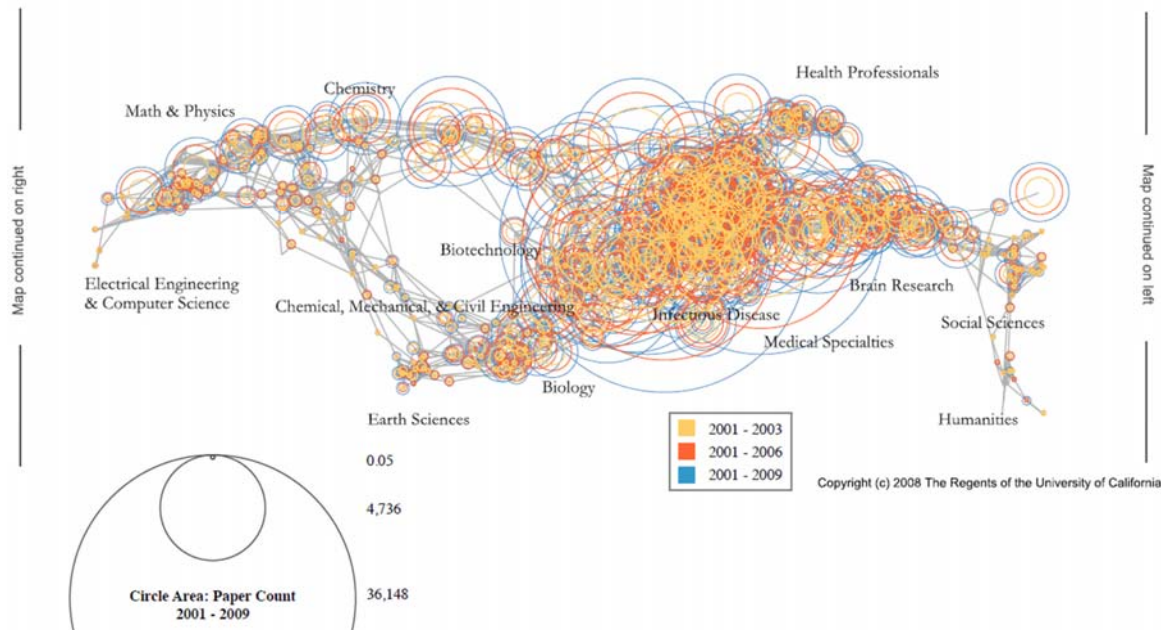 Map continued on right
Math & Physics
Chemistry
Health Professionals
Map continued on left
Electrical Engineering
& Computer Science
Biotechnology
Chemical, Mechanical, & Civil Engineering
Infectious Disease
Brain Research
Medical Specialties
Social Sciences
Biology
Earth Sciences
Humanities
2001 - 2003
2001 - 2006
2001 - 2009
Copyright (c) 2008 The Regents of the University of California
0.05
4,736
36,148
Circle Area: Paper Count
2001 - 2009